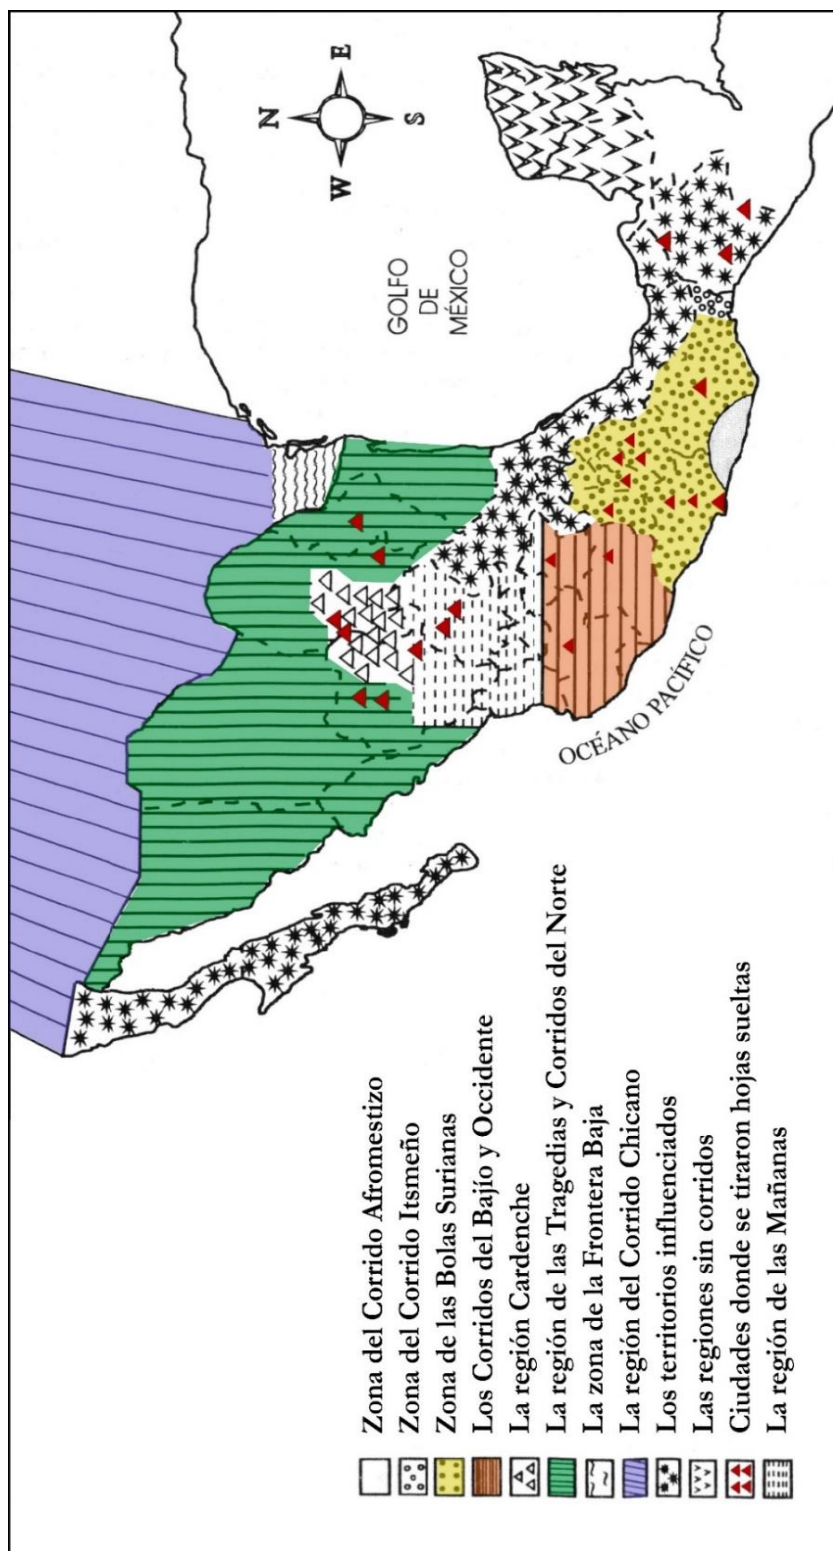 N
E
S
W
GOLFO
DE
MÉXICO
OCÉANO PACÍFICO
Zona del Corrido Afromestizo
Zona del Corrido Itsmeño
Zona de las Bolas Surianas
Los Corridos del Bajío y Occidente
La región Cardenche
La región de las Tragedias y Corridos del Norte
La zona de la Frontera Baja
La región del Corrido Chicano
Los territorios influenciados
Las regiones sin corridos
Ciudades donde se tiraron hojas sueltas
La región de las Mañanas